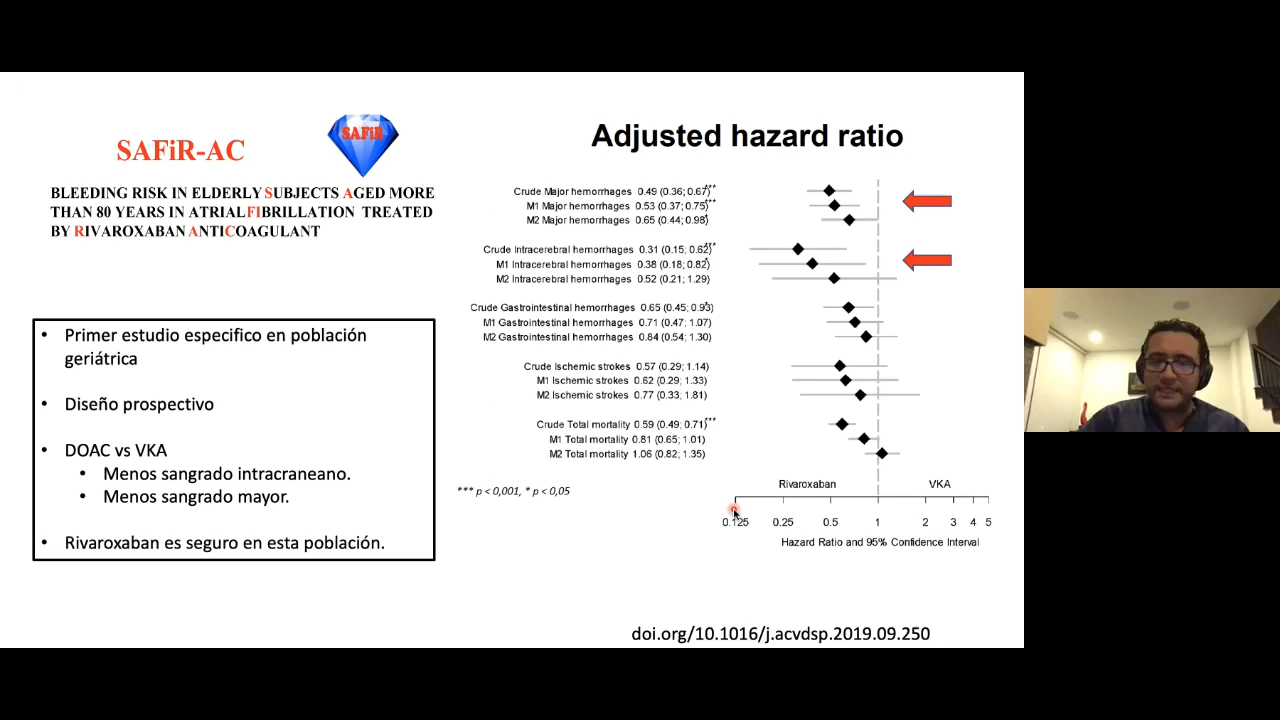 SAFiR-AC
SAFiR
BLEEDING RISK IN ELDERLY SUBJECTS AGED MORE
THAN 80 YEARS IN ATRIAL FIBRILLATION TREATED
BY RIVAROXABAN ANTICOAGULANT
• Primer estudio especifico en población
geriátrica
• Diseño prospectivo
• DOAC vs VKA
• Menos sangrado intracraneano.
• Menos sangrado mayor.
• Rivaroxaban es seguro en esta población.
Adjusted hazard ratio
Crude Major hemorrhages 0.49 (0.36; 0.67)***
M1 Major hemorrhages 0.53 (0.37; 0.75)***
M2 Major hemorrhages 0.65 (0.44; 0.98)*
Crude Intracerebral hemorrhages 0.31 (0.15; 0.62)***
M1 Intracerebral hemorrhages 0.38 (0.18; 0.82)*
M2 Intracerebral hemorrhages 0.52 (0.21; 1.29)
Crude Gastrointestinal hemorrhages 0.65 (0.45; 0.93)*
M1 Gastrointestinal hemorrhages 0.71 (0.47; 1.07)
M2 Gastrointestinal hemorrhages 0.84 (0.54; 1.30)
Crude Ischemic strokes 0.57 (0.29; 1.14)
M1 Ischemic strokes 0.62 (0.29; 1.33)
M2 Ischemic strokes 0.77 (0.33; 1.81)
Crude Total mortality 0.59 (0.49; 0.71)***
M1 Total mortality 0.81 (0.65; 1.01)
M2 Total mortality 1.06 (0.82; 1.35)
*** p < 0,001, * p < 0,05
Rivaroxaban VKA
0.125 0.25 0.5 1 2 3 4 5
Hazard Ratio and 95% Confidence Interval
doi.org/10.1016/j.acvdsp.2019.09.250